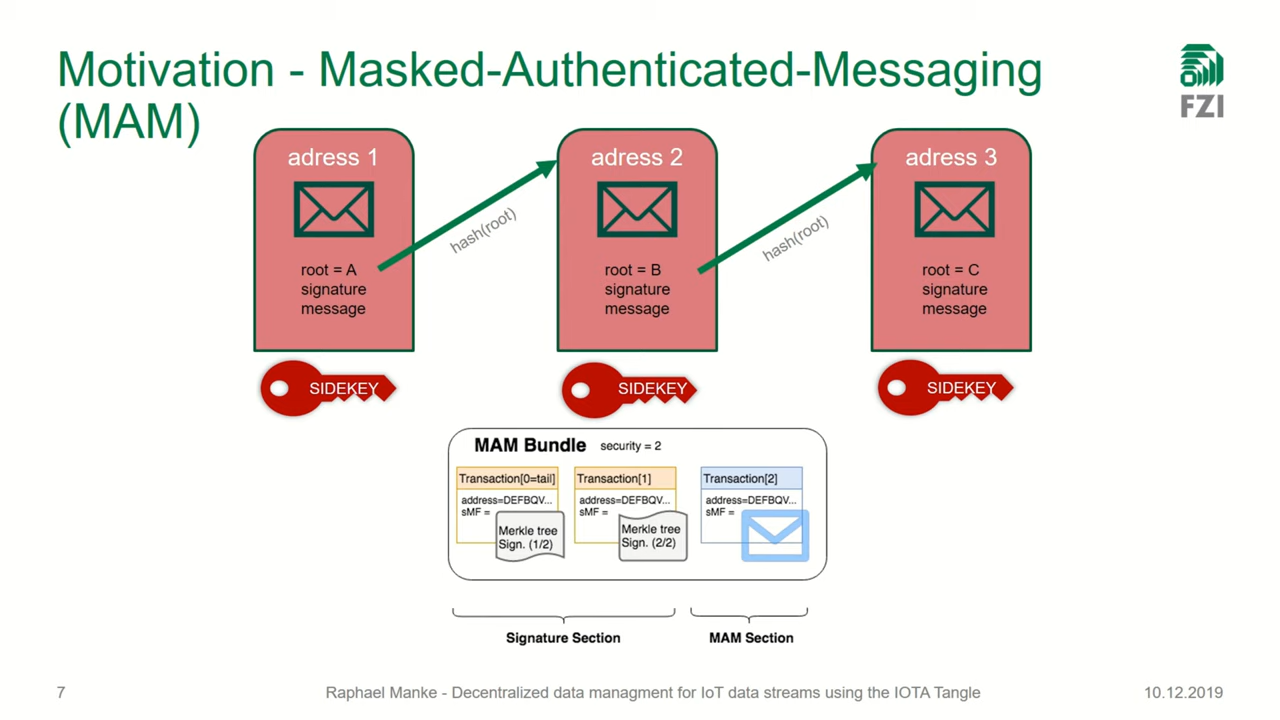 Motivation - Masked-Authenticated-Messaging
(MAM)
FZI
adress 1
root = A
signature
message
hash(root)
adress 2
root = B
signature
message
hash(root)
adress 3
root = C
signature
message
SIDEKEY
SIDEKEY
SIDEKEY
MAM Bundle security = 2
Transaction[0=tail]
address=DEFBQV...
sMF =
Merkle tree
Sign. (1/2)
Transaction[1]
address=DEFBQV...
sMF =
Merkle tree
Sign. (2/2)
Transaction[2]
address=DEFBQV...
sMF =
Signature Section
MAM Section
7
Raphael Manke - Decentralized data managment for IoT data streams using the IOTA Tangle
10.12.2019